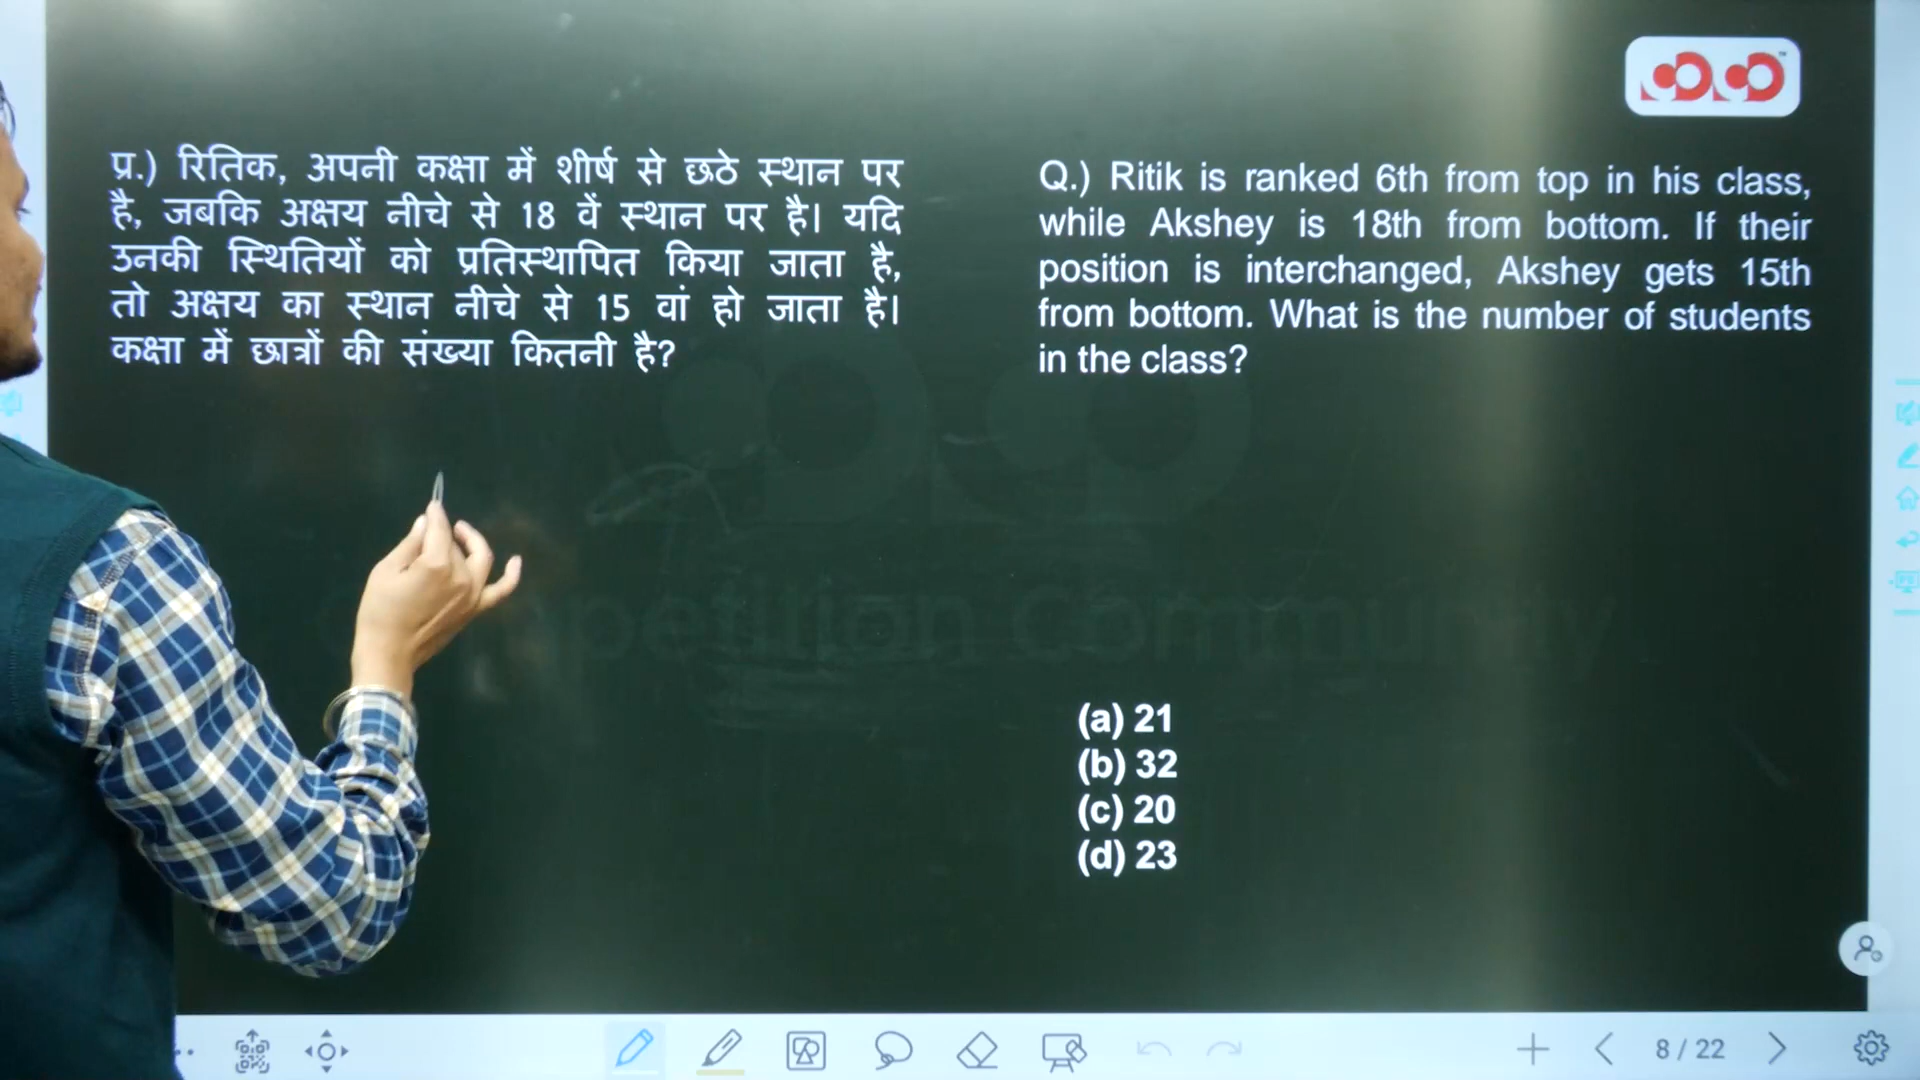 प्र.) रितिक, अपनी कक्षा में शीर्ष से छठे स्थान पर
है, जबकि अक्षय नीचे से 18 वें स्थान पर है। यदि
उनकी स्थितियों को प्रतिस्थापित किया जाता है,
तो अक्षय का स्थान नीचे से 15 वां हो जाता है।
कक्षा में छात्रों की संख्या कितनी है?
Q.) Ritik is ranked 6th from top in his class,
while Akshey is 18th from bottom. If their
position is interchanged, Akshey gets 15th
from bottom. What is the number of students
in the class?
petition Community
(a) 21
(b) 32
(c) 20
(d) 23
8 / 22